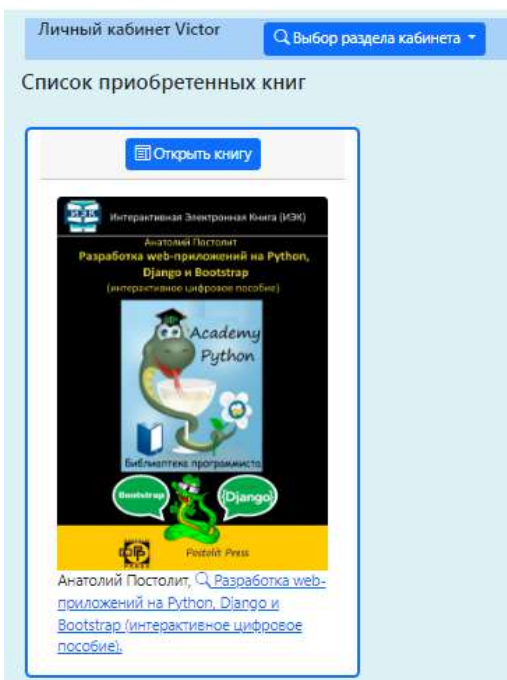 Личный кабинет Victor
Выбор раздела кабинета
Список приобретенных книг
Открыть книгу
ИЭК
Интерактивная Электронная Книга (ИЭК)
Анатолий Постолит
Разработка web-приложений на Python,
Django и Bootstrap
(интерактивное цифровое пособие)
Academy
Python
Библиотека программиста
Bootstrap
{Django}
Postolit Press
Анатолий Постолит, Разработка web-
приложений на Python, Django и
Bootstrap (интерактивное цифровое
пособие).